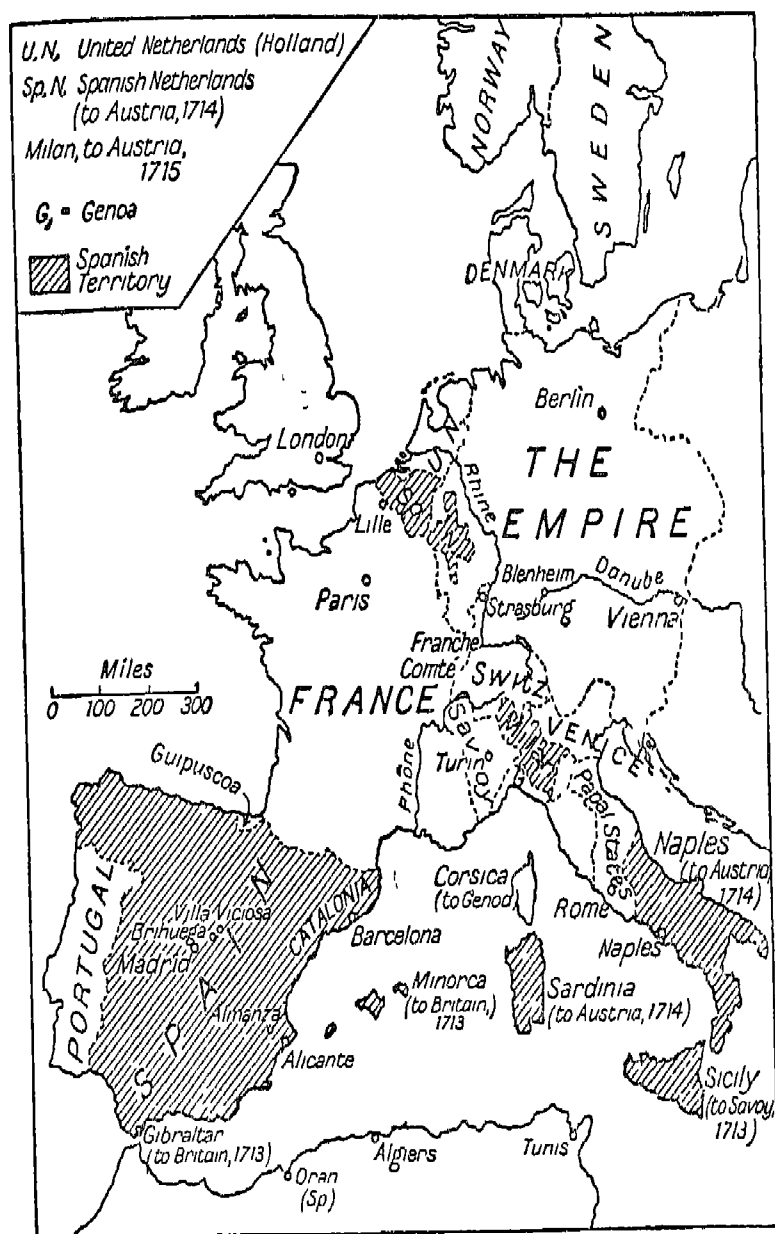 U.N. United Netherlands (Holland)
Sp. N. Spanish Netherlands
(to Austria, 1714)
Milan, to Austria,
1715
G, = Genoa
Spanish
Territory
NORWAY
SWEDEN
DENMARK
D.
Berlin
London
U.N.
THE
EMPIRE
Rhine
Sp. N.
Lille
Blenheim
Danube
Paris
Strasburg
Vienna
Franche
Comte
SWITZ
Miles
0 100 200 300
FRANCE
VENICE
Savoy
Milan
Guipuscoa
Rhône
Turin
G
Papal States
Naples
(to Austria,
1714)
SPAIN
CATALONIA
Corsica
(to Genoa)
Villa Viciosa
Brihuega
Rome
PORTUGAL
Barcelona
Madrid
Naples
Minorca
(to Britain,)
1713
Sardinia
(to Austria, 1714)
Almanza
Alicante
Sicily
(to Savoy,
1713)
Gibraltar
(to Britain, 1713)
Algiers
Tunis
Oran
(Sp)